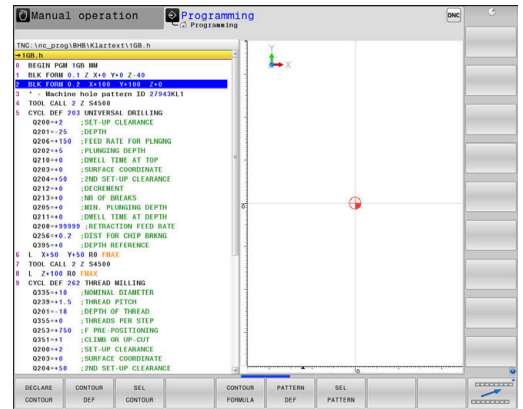 Manual operation
Programming
Programming
DNC
TNC:\nc_prog\BHB\Klartext\1GB.h
→1GB.h
0 BEGIN PGM 1GB MM
1 BLK FORM 0.1 Z X+0 Y+0 Z-40
2 BLK FORM 0.2 X+100 Y+100 Z+0
3 * - Machine hole pattern ID 27943KL1
4 TOOL CALL 2 Z S4500
5 CYCL DEF 203 UNIVERSAL DRILLING
Q200=+2 ;SET-UP CLEARANCE
Q201=-25 ;DEPTH
Q206=+150 ;FEED RATE FOR PLNGNG
Q202=+5 ;PLUNGING DEPTH
Q210=+0 ;DWELL TIME AT TOP
Q203=+0 ;SURFACE COORDINATE
Q204=+50 ;2ND SET-UP CLEARANCE
Q212=+0 ;DECREMENT
Q213=+0 ;NR OF BREAKS
Q205=+0 ;MIN. PLUNGING DEPTH
Q211=+0 ;DWELL TIME AT DEPTH
Q208=+99999 ;RETRACTION FEED RATE
Q256=+0.2 ;DIST FOR CHIP BRKNG
Q395=+0 ;DEPTH REFERENCE
6 L X+50 Y+50 R0 FMAX
7 TOOL CALL 2 Z S4500
8 L Z+100 R0 FMAX
9 CYCL DEF 262 THREAD MILLING
Q335=+10 ;NOMINAL DIAMETER
Q239=+1.5 ;THREAD PITCH
Q201=-18 ;DEPTH OF THREAD
Q355=+0 ;THREADS PER STEP
Q253=+750 ;F PRE-POSITIONING
Q351=+1 ;CLIMB OR UP-CUT
Q200=+2 ;SET-UP CLEARANCE
Q203=+0 ;SURFACE COORDINATE
Q204=+50 ;2ND SET-UP CLEARANCE
Y
X
0
0
DECLARE CONTOUR
CONTOUR DEF
SEL CONTOUR
CONTOUR FORMULA
PATTERN DEF
SEL PATTERN